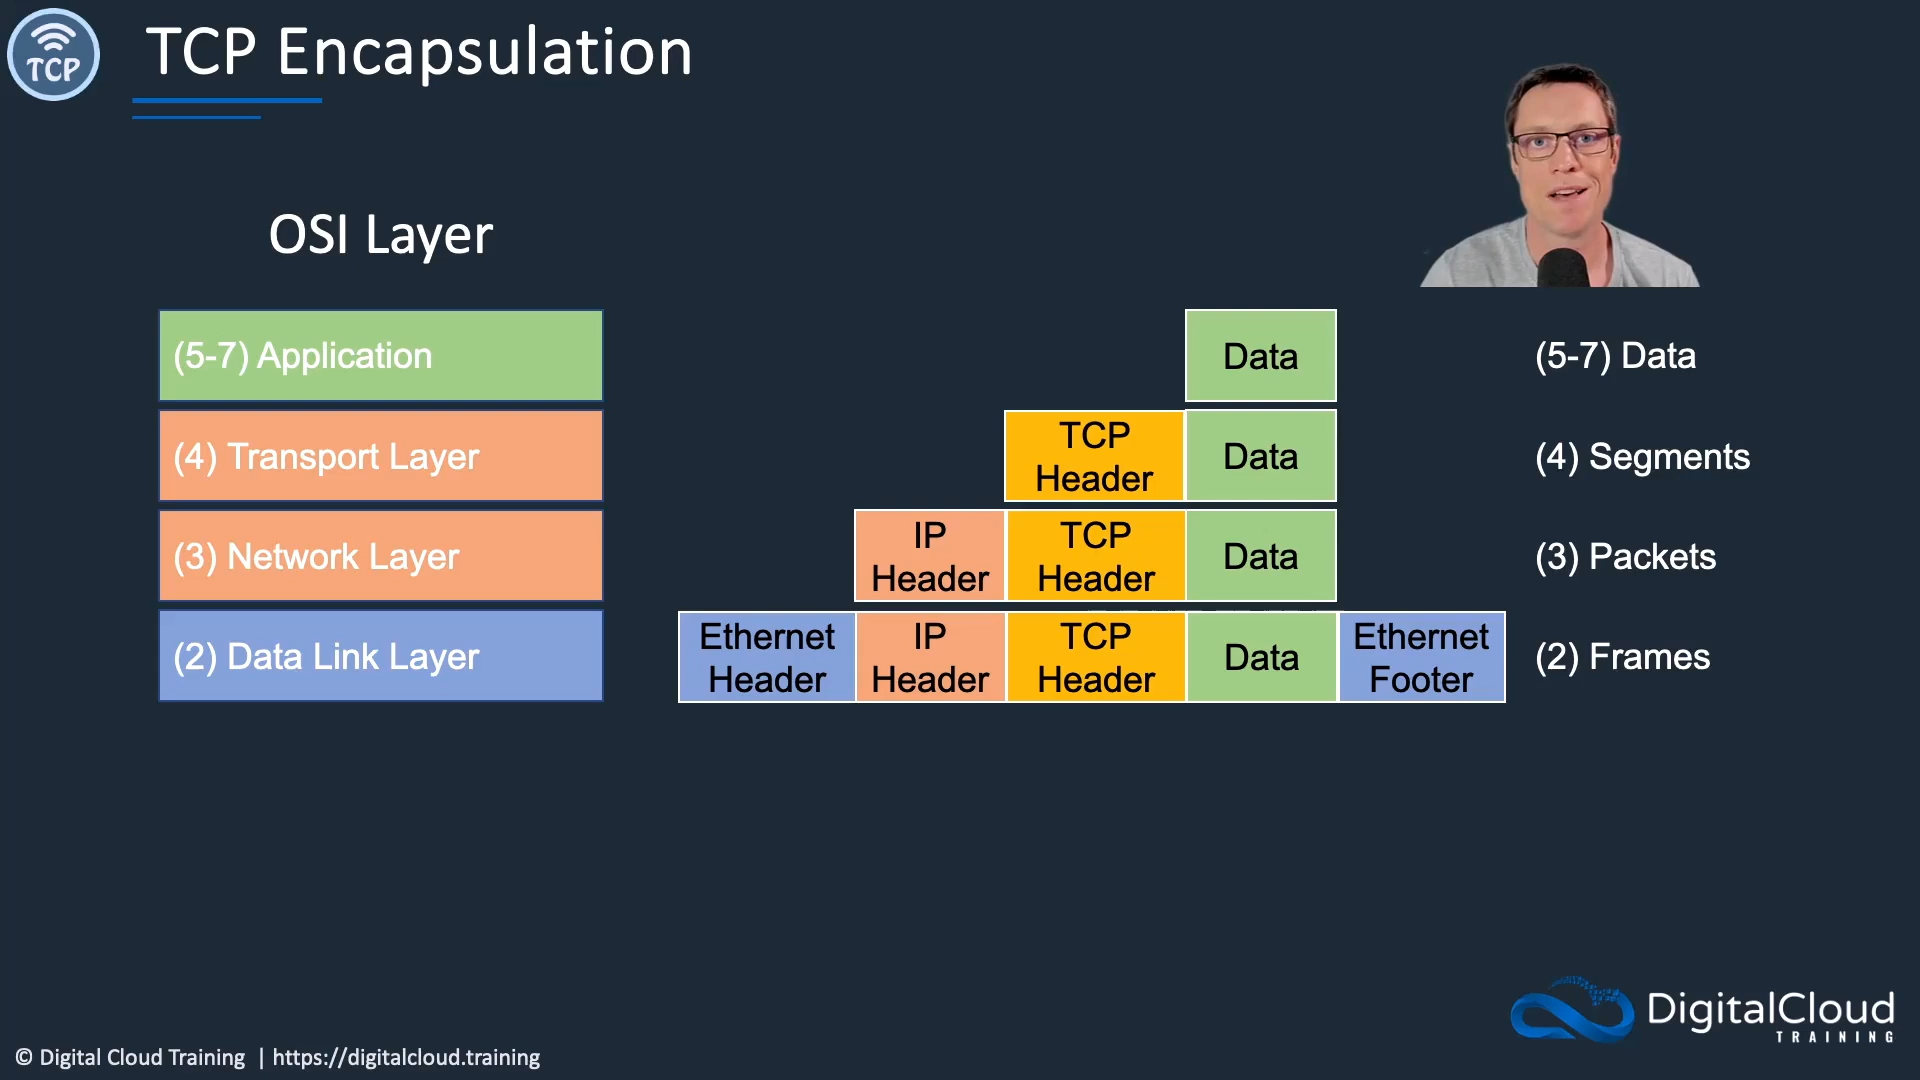 TCP
TCP Encapsulation
OSI Layer
(5-7) Application
Data
(5-7) Data
(4) Transport Layer
TCP
Header
Data
(4) Segments
(3) Network Layer
IP
Header
TCP
Header
Data
(3) Packets
(2) Data Link Layer
Ethernet
Header
IP
Header
TCP
Header
Data
Ethernet
Footer
(2) Frames
DigitalCloud
TRAINING
© Digital Cloud Training | https://digitalcloud.training